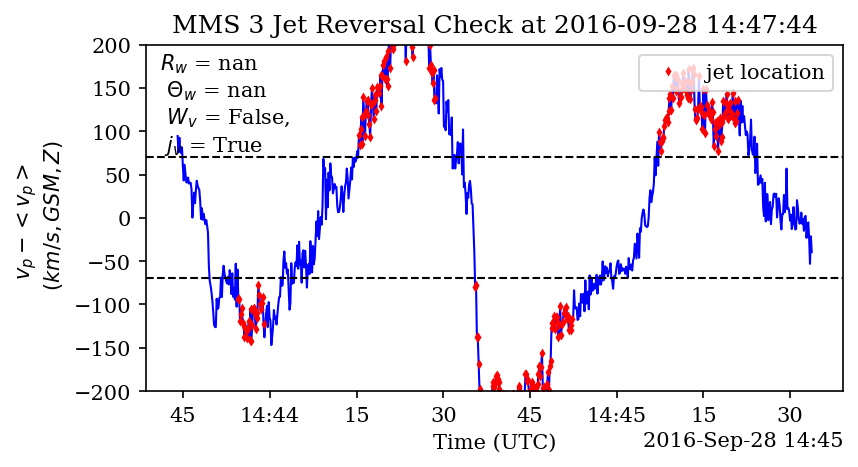 MMS 3 Jet Reversal Check at 2016-09-28 14:47:44
200
150
100
50
0
−50
−100
−150
−200
v_p − < v_p >
(km/s, GSM, Z)
R_w = nan
Θ_w = nan
W_v = False,
j_v = True
jet location
45
14:44
15
30
45
14:45
15
30
Time (UTC)
2016-Sep-28 14:45